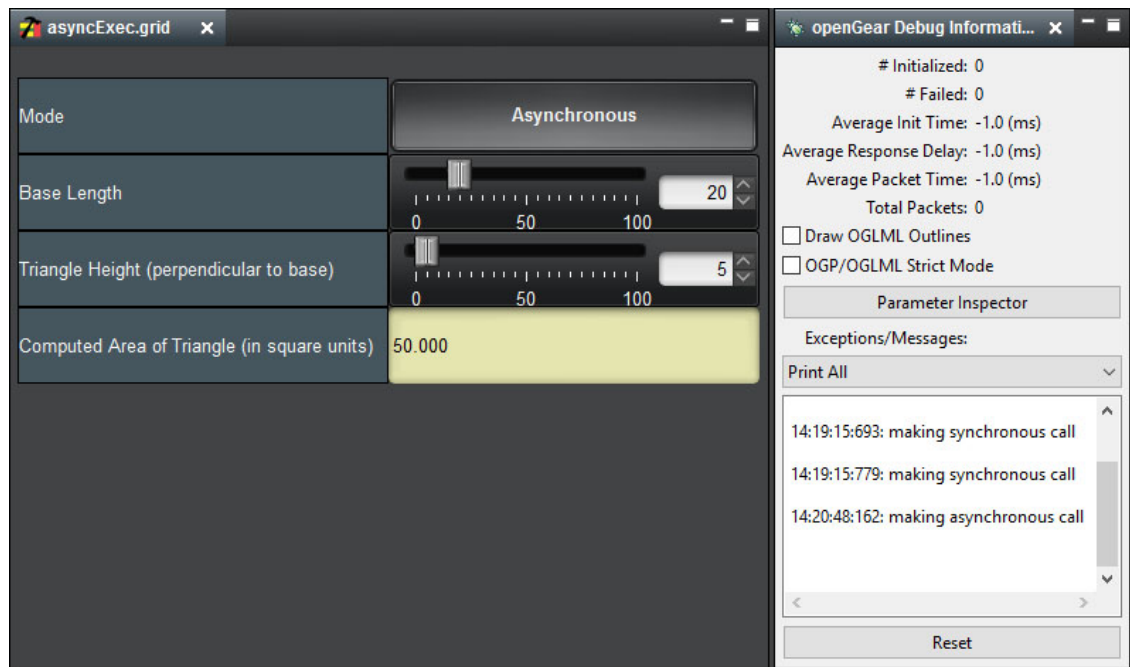 asyncExec.grid
Mode
Asynchronous
Base Length
20
0 50 100
Triangle Height (perpendicular to base)
5
0 50 100
Computed Area of Triangle (in square units)
50.000
openGear Debug Informati...
# Initialized: 0
# Failed: 0
Average Init Time: -1.0 (ms)
Average Response Delay: -1.0 (ms)
Average Packet Time: -1.0 (ms)
Total Packets: 0
Draw OGLML Outlines
OGP/OGLML Strict Mode
Parameter Inspector
Exceptions/Messages:
Print All
14:19:15:693: making synchronous call
14:19:15:779: making synchronous call
14:20:48:162: making asynchronous call
Reset